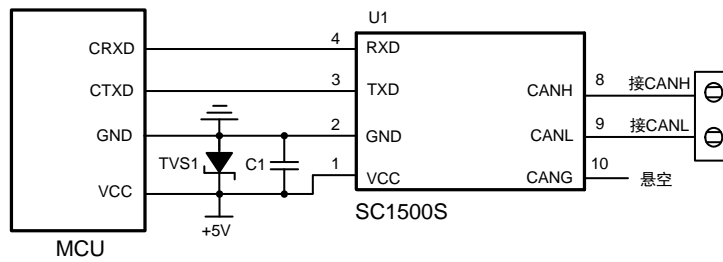 U1
CRXD 4 RXD
CTXD 3 TXD CANH 8 接CANH
GND 2 GND CANL 9 接CANL
TVS1 C1
VCC 1 VCC CANG 10 悬空
+5V
SC1500S
MCU